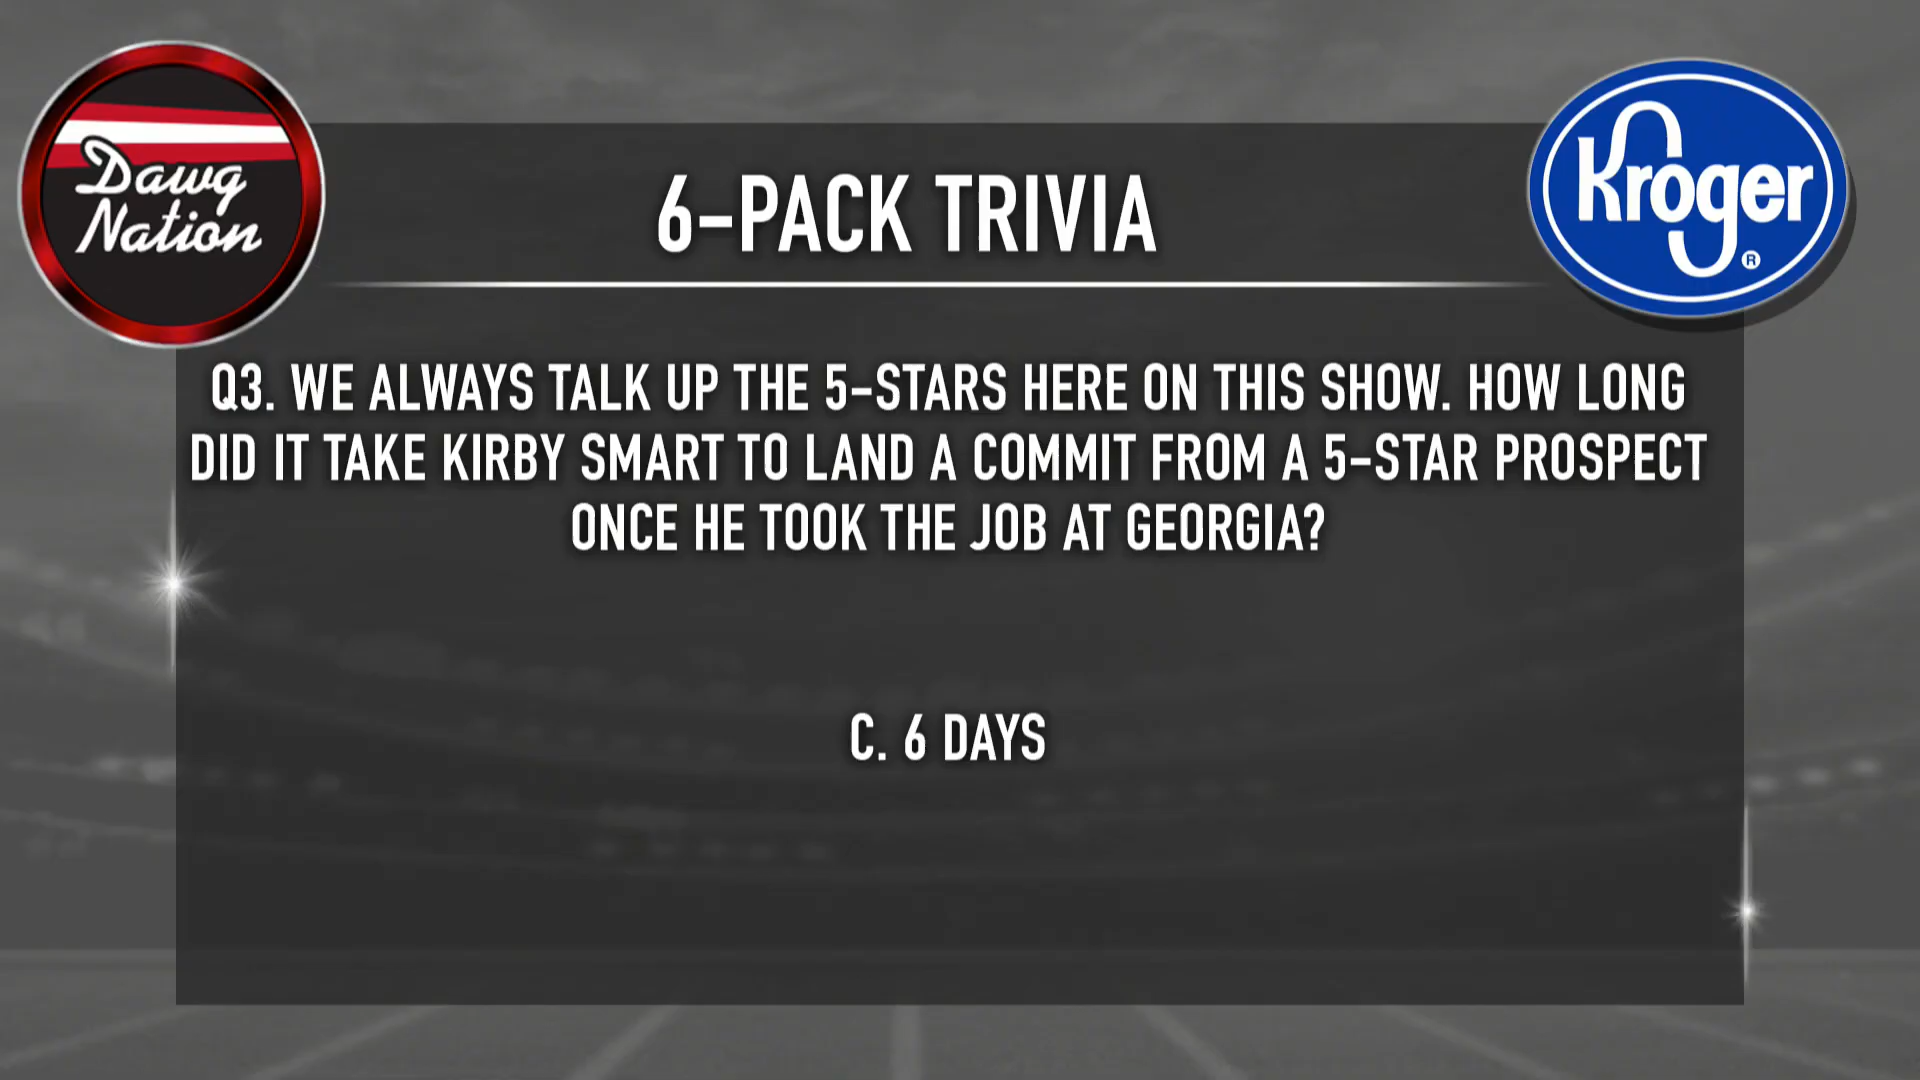 Dawg
Nation
Kroger
®
6-PACK TRIVIA
Q3. WE ALWAYS TALK UP THE 5-STARS HERE ON THIS SHOW. HOW LONG
DID IT TAKE KIRBY SMART TO LAND A COMMIT FROM A 5-STAR PROSPECT
ONCE HE TOOK THE JOB AT GEORGIA?
C. 6 DAYS